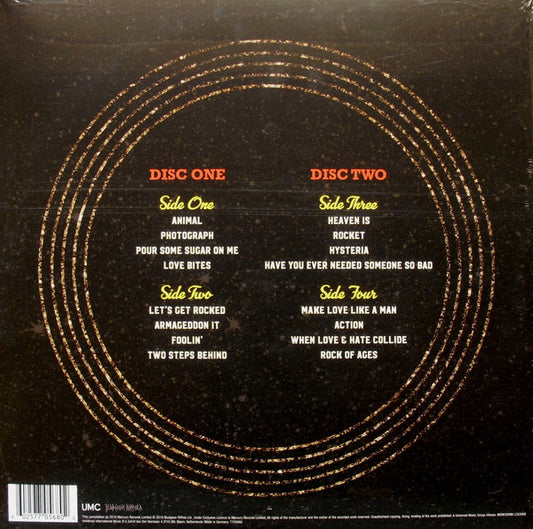 DISC ONE
Side One
ANIMAL
PHOTOGRAPH
POUR SOME SUGAR ON ME
LOVE BITES
Side Two
LET'S GET ROCKED
ARMAGEDDON IT
FOOLIN'
TWO STEPS BEHIND
DISC TWO
Side Three
HEAVEN IS
ROCKET
HYSTERIA
HAVE YOU EVER NEEDED SOMEONE SO BAD
Side Four
MAKE LOVE LIKE A MAN
ACTION
WHEN LOVE & HATE COLLIDE
ROCK OF AGES
02577 05680
UMC